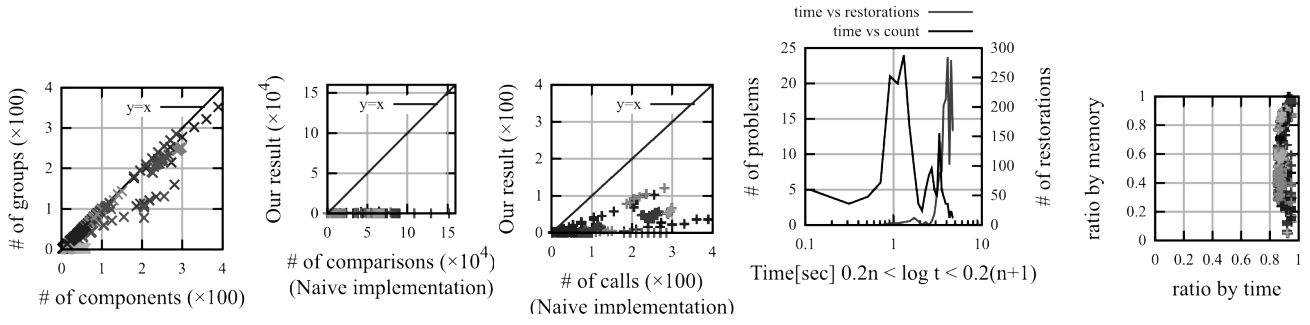 # of groups (×100)
4
3
2
1
0
y=x
0 1 2 3 4
# of components (×100)
Our result (×10^4)
15
10
5
0
y=x
0 5 10 15
# of comparisons (×10^4)
(Naive implementation)
Our result (×100)
4
3
2
1
0
y=x
0 1 2 3 4
# of calls (×100)
(Naive implementation)
time vs restorations
time vs count
# of problems
25
20
15
10
5
0
300
250
200
150
100
50
0
# of restorations
0.1 1 10
Time[sec] 0.2n < log t < 0.2(n+1)
ratio by memory
1
0.8
0.6
0.4
0.2
0
0 0.2 0.4 0.6 0.8 1
ratio by time